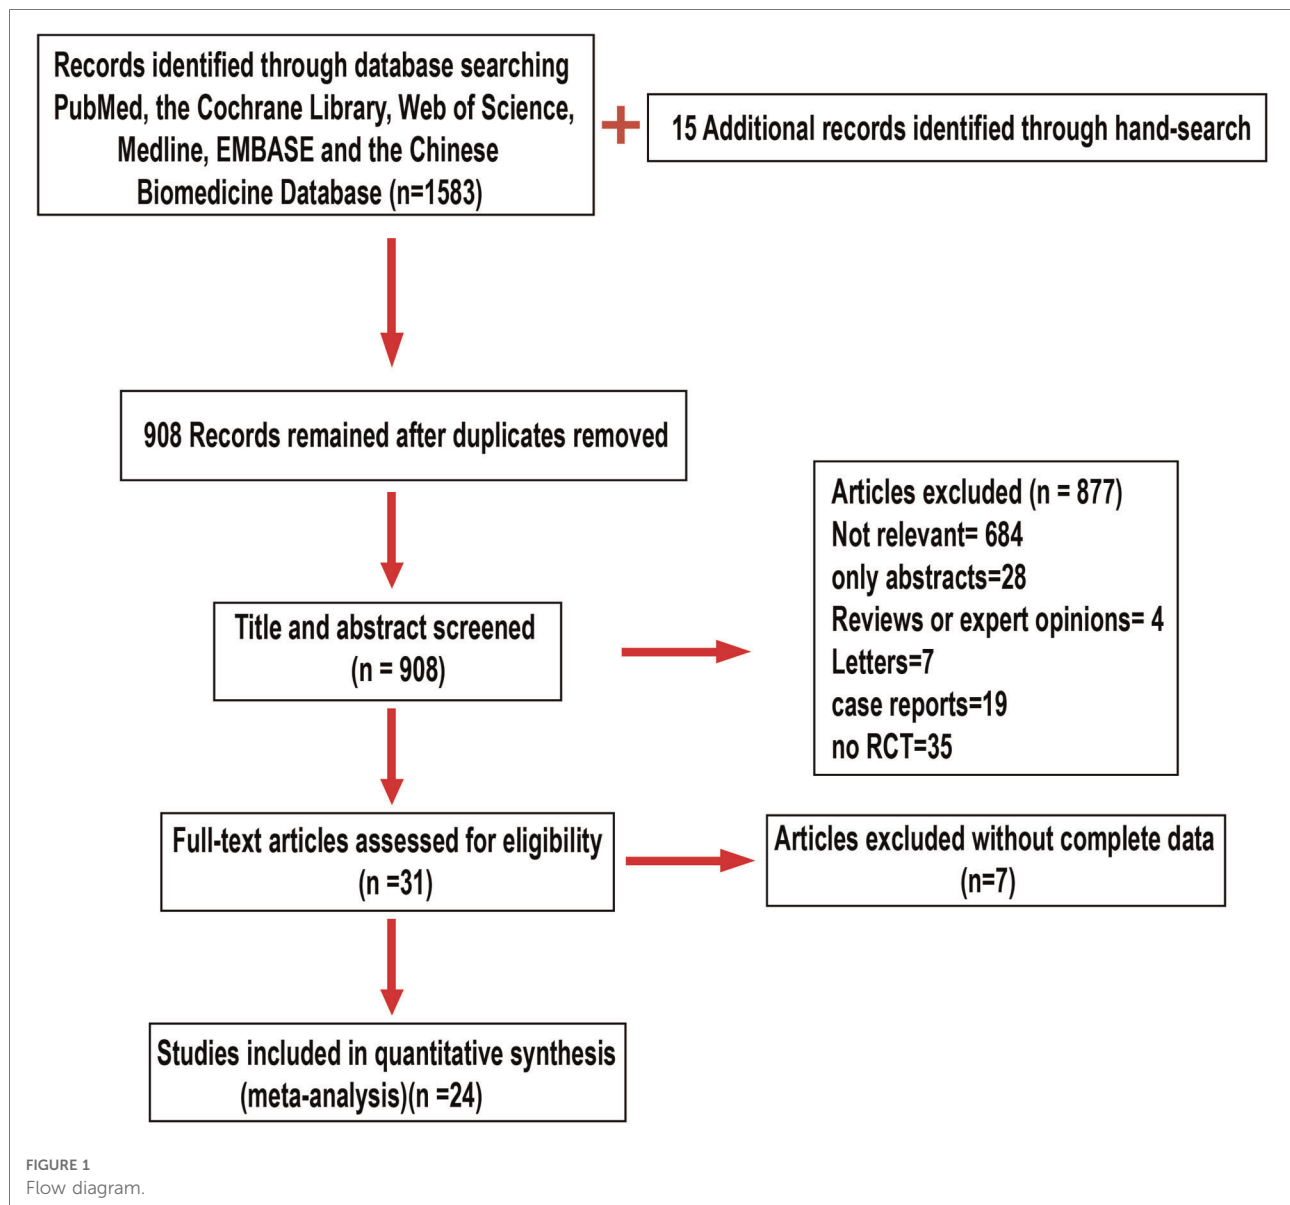 Records identified through database searching
PubMed, the Cochrane Library, Web of Science,
Medline, EMBASE and the Chinese
Biomedicine Database (n=1583)
+
15 Additional records identified through hand-search
908 Records remained after duplicates removed
Title and abstract screened
(n = 908)
Articles excluded (n = 877)
Not relevant= 684
only abstracts=28
Reviews or expert opinions= 4
Letters=7
case reports=19
no RCT=35
Full-text articles assessed for eligibility
(n =31)
Articles excluded without complete data
(n=7)
Studies included in quantitative synthesis
(meta-analysis)(n =24)
FIGURE 1
Flow diagram.